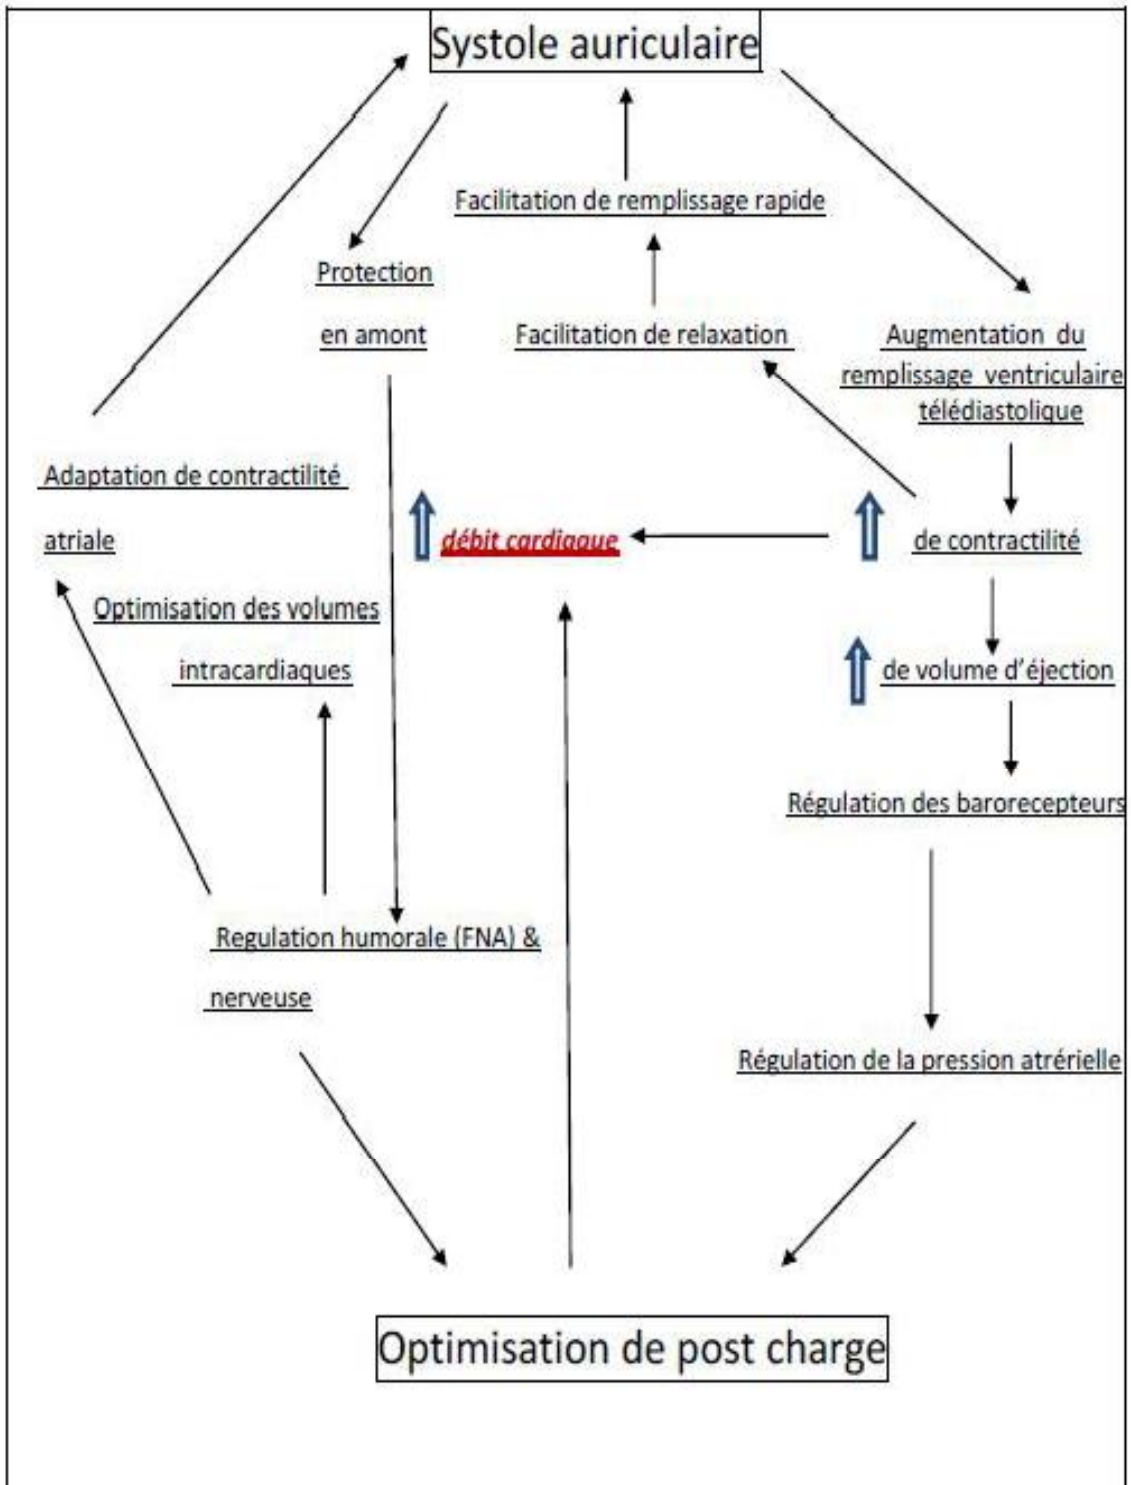 Systole auriculaire
Facilitation de remplissage rapide
Protection
en amont
Facilitation de relaxation
Augmentation du
remplissage ventriculaire
télédiastolique
Adaptation de contractilité
atriale
débit cardiaque
de contractilité
Optimisation des volumes
intracardiaques
de volume d'éjection
Régulation des barorecepteurs
Regulation humorale (FNA) &
nerveuse
Régulation de la pression atrérielle
Optimisation de post charge